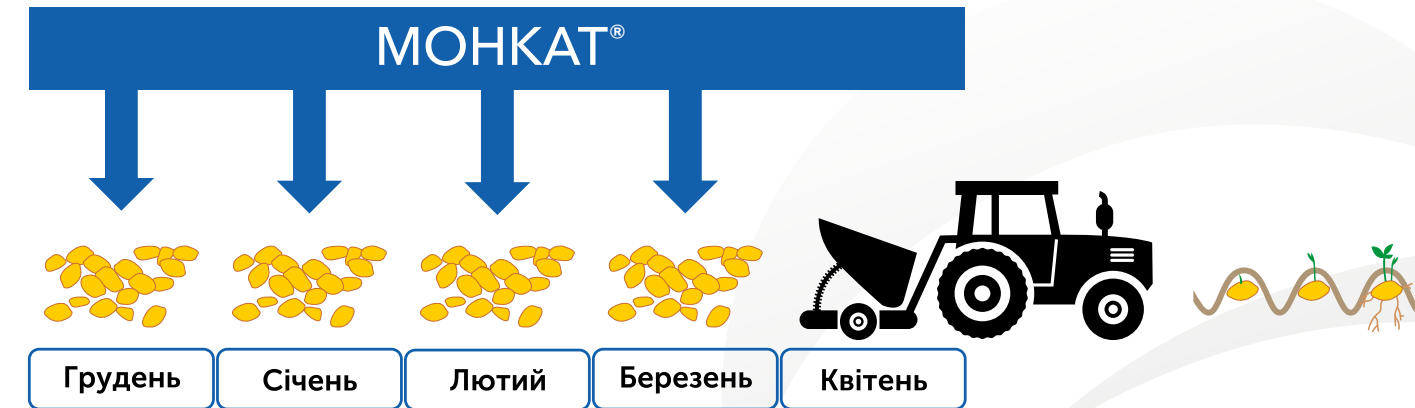 МОНКАТ®
Грудень
Січень
Лютий
Березень
Квітень